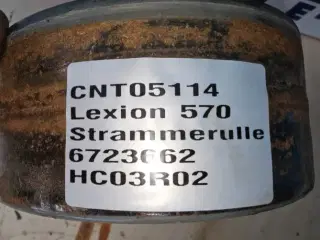 CNT05114
Lexion 570
Strammerulle
6723662
HC03R02